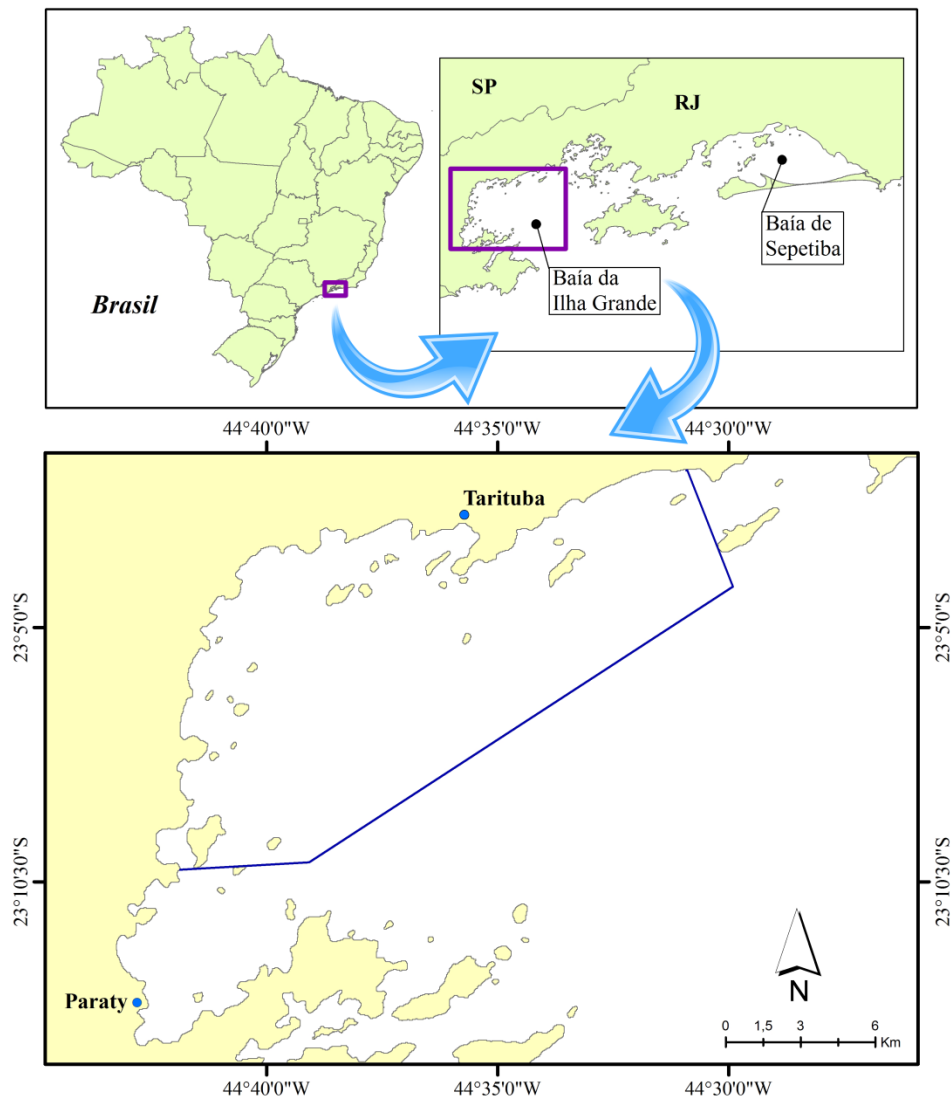 SP
RJ
Baía de
Sepetiba
Baía da
Ilha Grande
Brasil
44°40'0"W
44°35'0"W
44°30'0"W
Tarituba
23°5'0"S
23°5'0"S
23°10'30"S
23°10'30"S
Paraty
N
0 1,5 3 6
Km
44°40'0"W
44°35'0"W
44°30'0"W